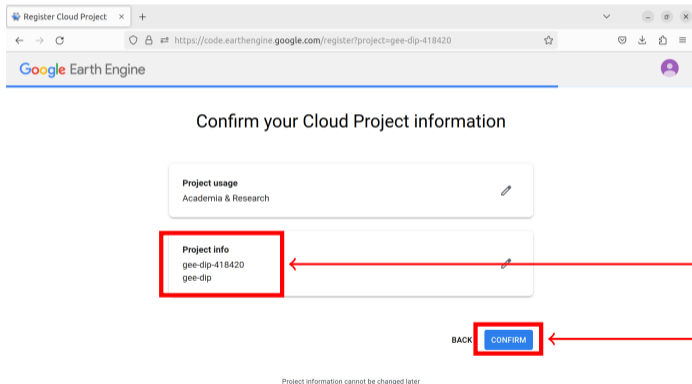 Register Cloud Project
https://code.earthengine.google.com/register?project=gee-dip-418420
Google Earth Engine
Confirm your Cloud Project information
Project usage
Academia & Research
Project info
gee-dip-418420
gee-dip
BACK
CONFIRM
Project information cannot be changed later